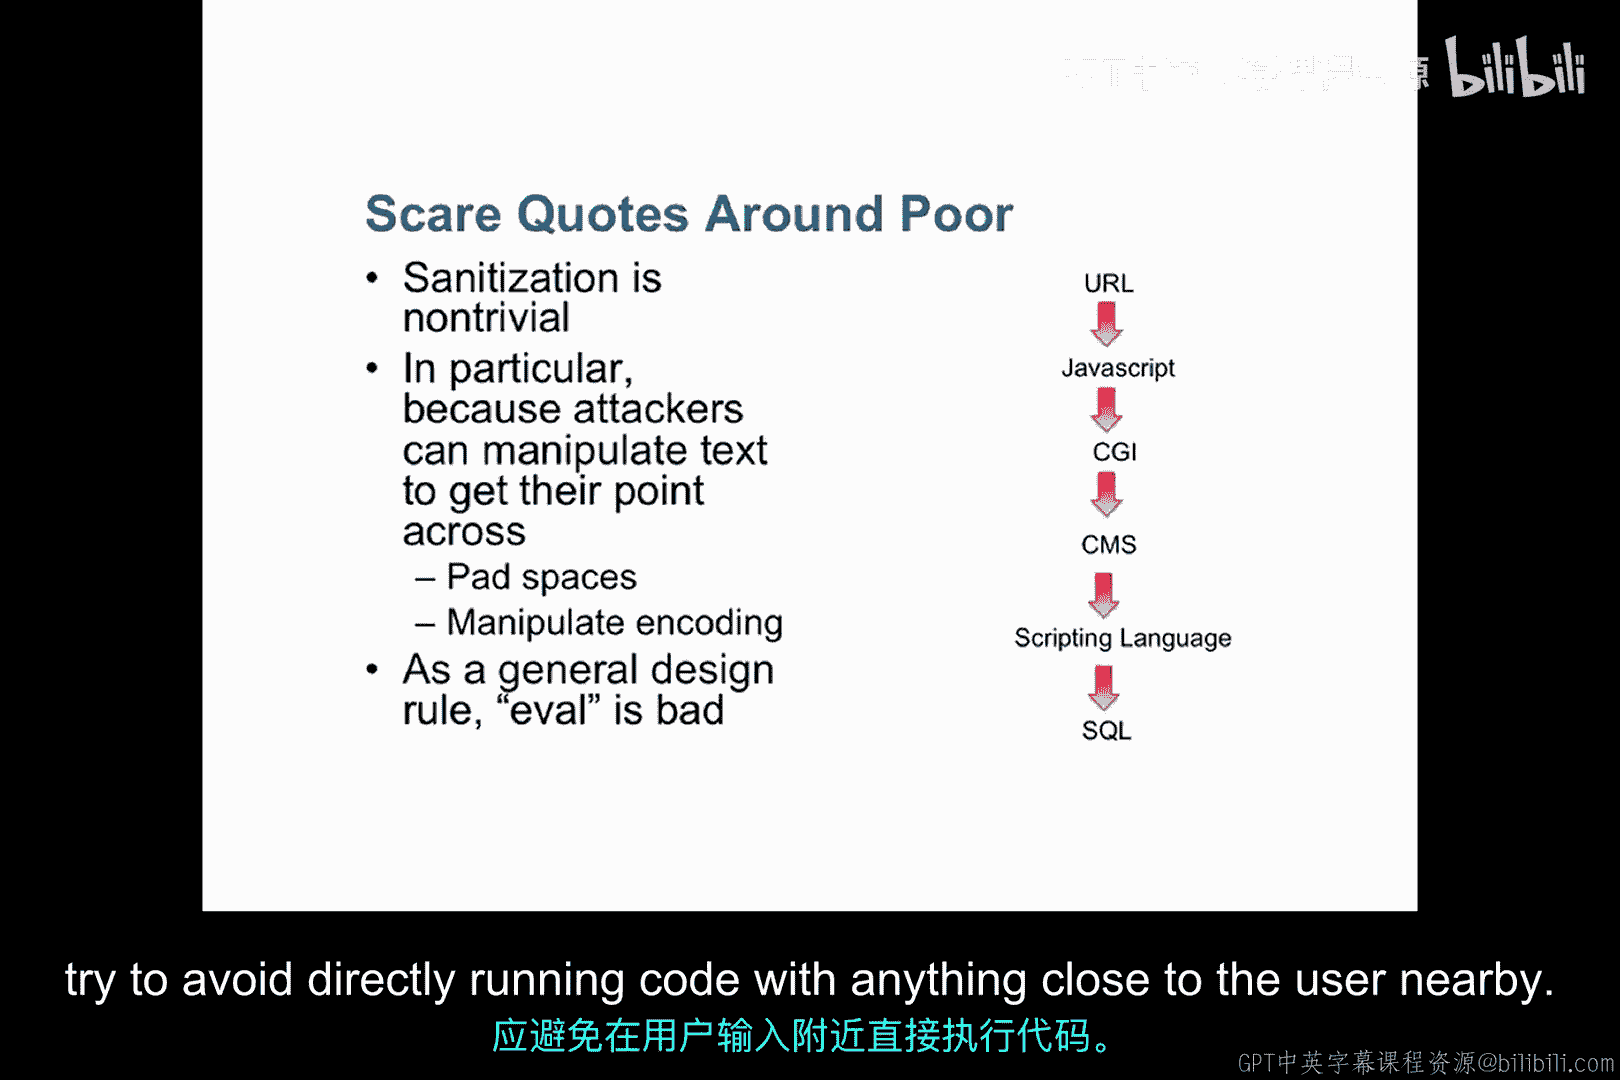 bilibili
Scare Quotes Around Poor
• Sanitization is
nontrivial
• In particular,
because attackers
can manipulate text
to get their point
across
– Pad spaces
– Manipulate encoding
• As a general design
rule, “eval” is bad
URL
Javascript
CGI
CMS
Scripting Language
SQL
try to avoid directly running code with anything close to the user nearby.
应避免在用户输入附近直接执行代码。
GPT中英字幕课程资源@bilibili.com